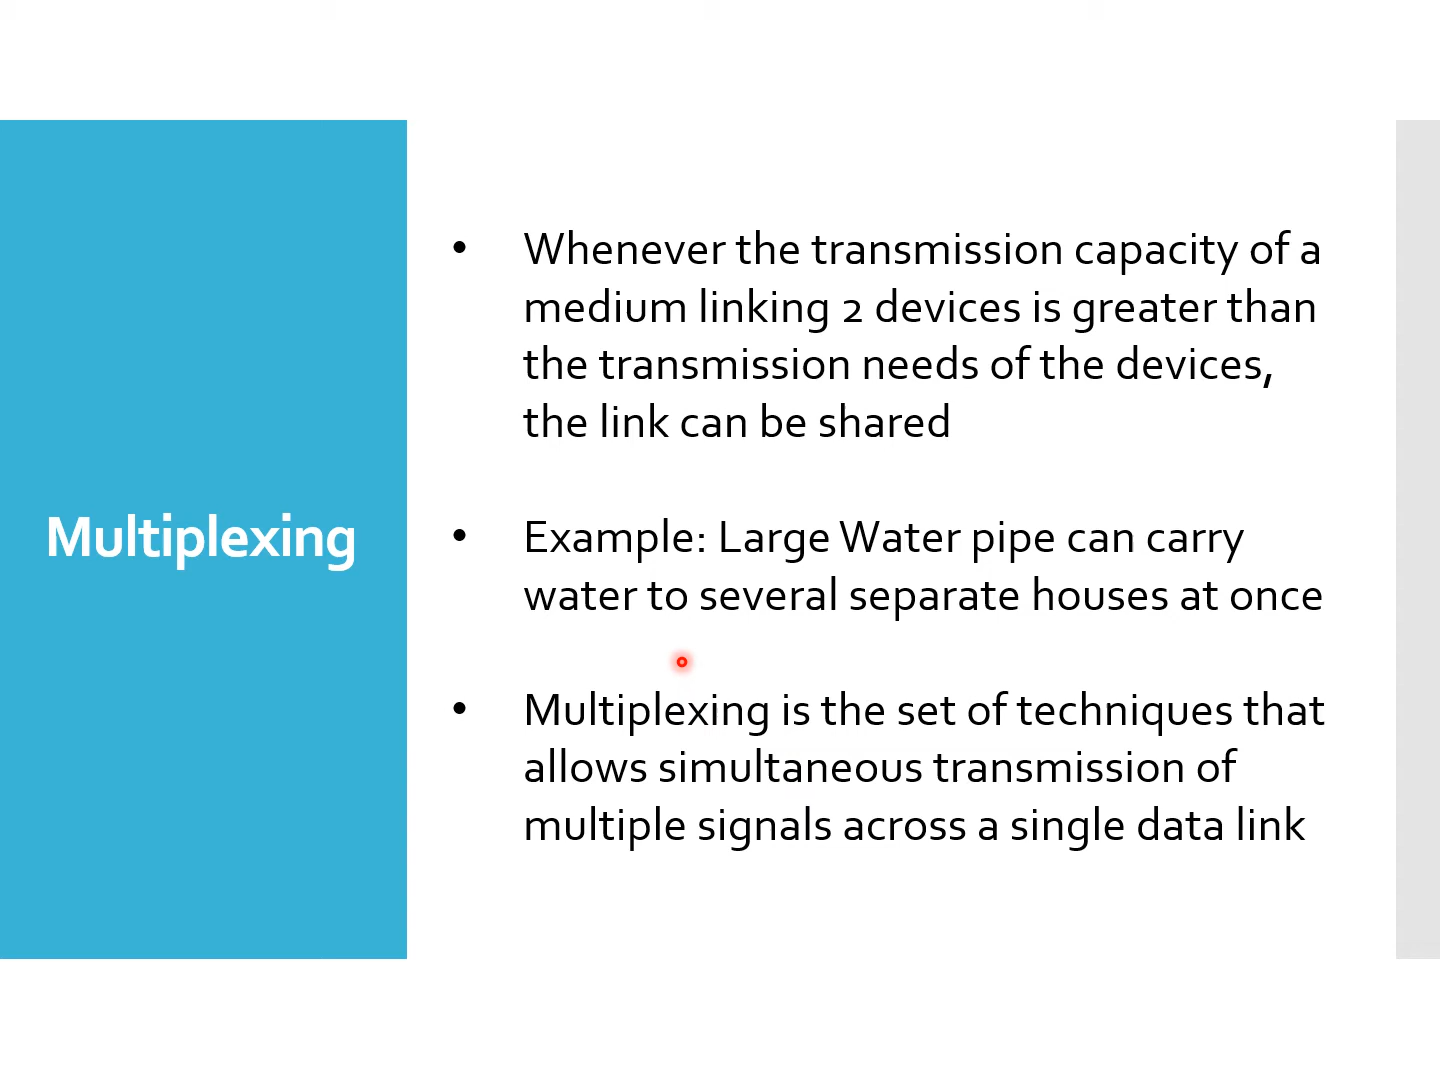 Multiplexing
• Whenever the transmission capacity of a
medium linking 2 devices is greater than
the transmission needs of the devices,
the link can be shared
• Example: Large Water pipe can carry
water to several separate houses at once
• Multiplexing is the set of techniques that
allows simultaneous transmission of
multiple signals across a single data link